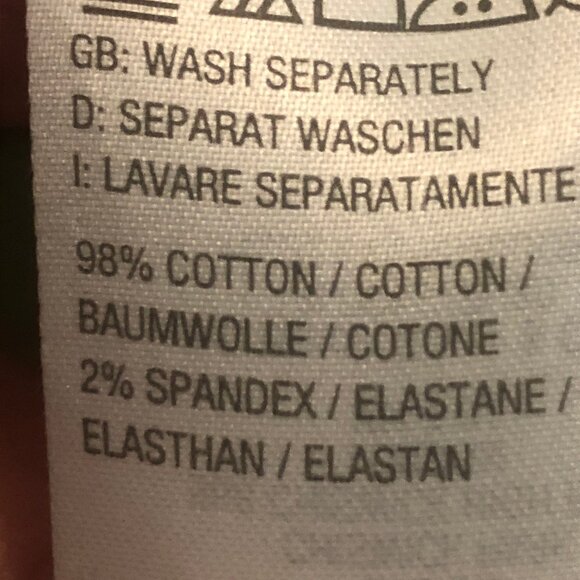 GB: WASH SEPARATELY
D: SEPARAT WASCHEN
I: LAVARE SEPARATAMENTE
98% COTTON / COTTON /
BAUMWOLLE / COTONE
2% SPANDEX / ELASTANE /
ELASTHAN / ELASTAN